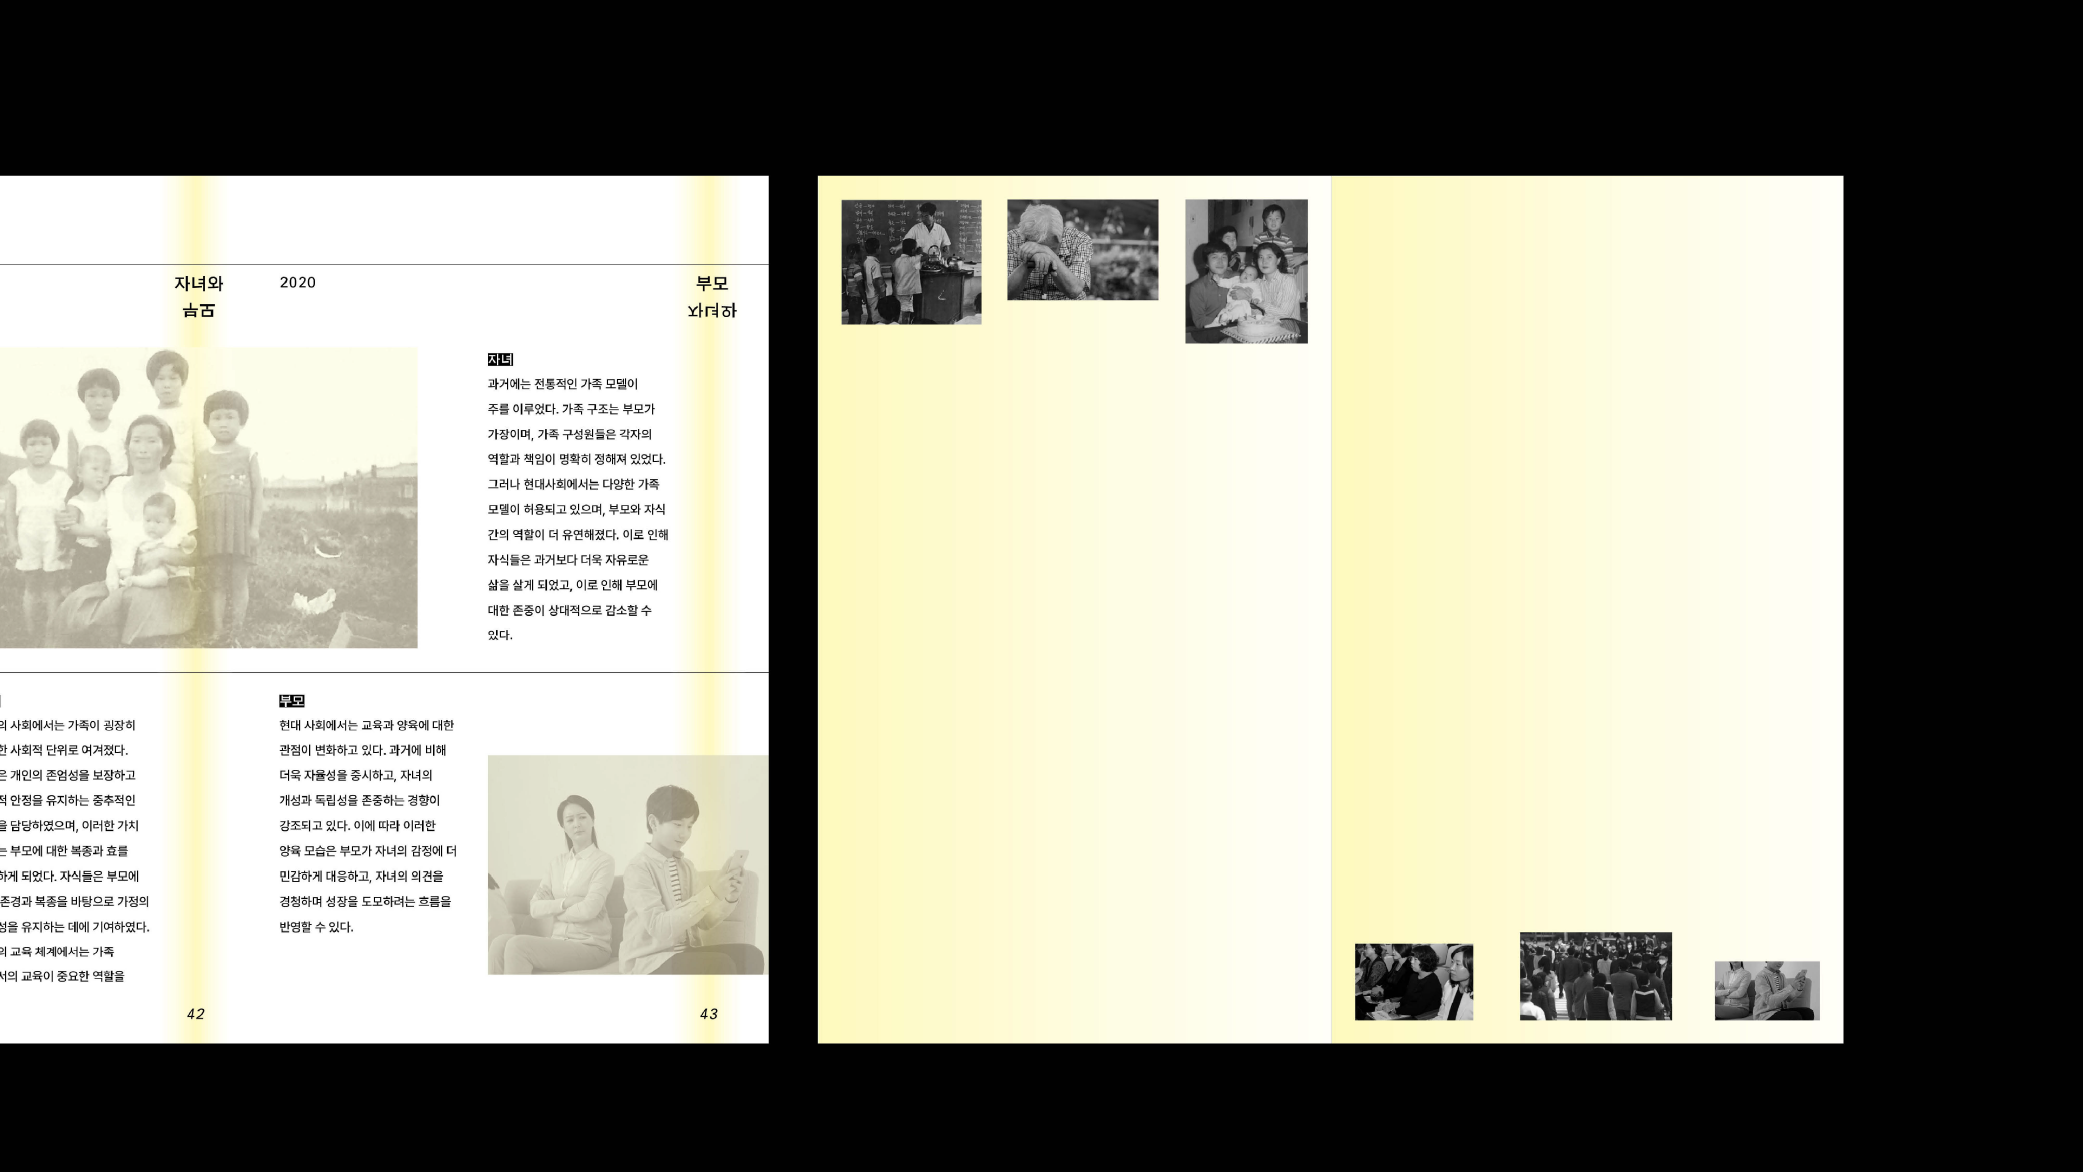 자녀와
부모
2020
부모
자녀와
자녀
과거에는 전통적인 가족 모델이
주를 이루었다. 가족 구조는 부모가
가장이며, 가족 구성원들은 각자의
역할과 책임이 명확히 정해져 있었다.
그러나 현대사회에서는 다양한 가족
모델이 허용되고 있으며, 부모와 자식
간의 역할이 더 유연해졌다. 이로 인해
자식들은 과거보다 더욱 자유로운
삶을 살게 되었고, 이로 인해 부모에
대한 존중이 상대적으로 감소할 수
있다.
의 사회에서는 가족이 굉장히
한 사회적 단위로 여겨졌다.
은 개인의 존엄성을 보장하고
적 안정을 유지하는 중추적인
을 담당하였으며, 이러한 가치
는 부모에 대한 복종과 효를
하게 되었다. 자식들은 부모에
존경과 복종을 바탕으로 가정의
성을 유지하는 데에 기여하였다.
의 교육 체계에서는 가족
서의 교육이 중요한 역할을
부모
현대 사회에서는 교육과 양육에 대한
관점이 변화하고 있다. 과거에 비해
더욱 자율성을 중시하고, 자녀의
개성과 독립성을 존중하는 경향이
강조되고 있다. 이에 따라 이러한
양육 모습은 부모가 자녀의 감정에 더
민감하게 대응하고, 자녀의 의견을
경청하며 성장을 도모하려는 흐름을
반영할 수 있다.
42
43